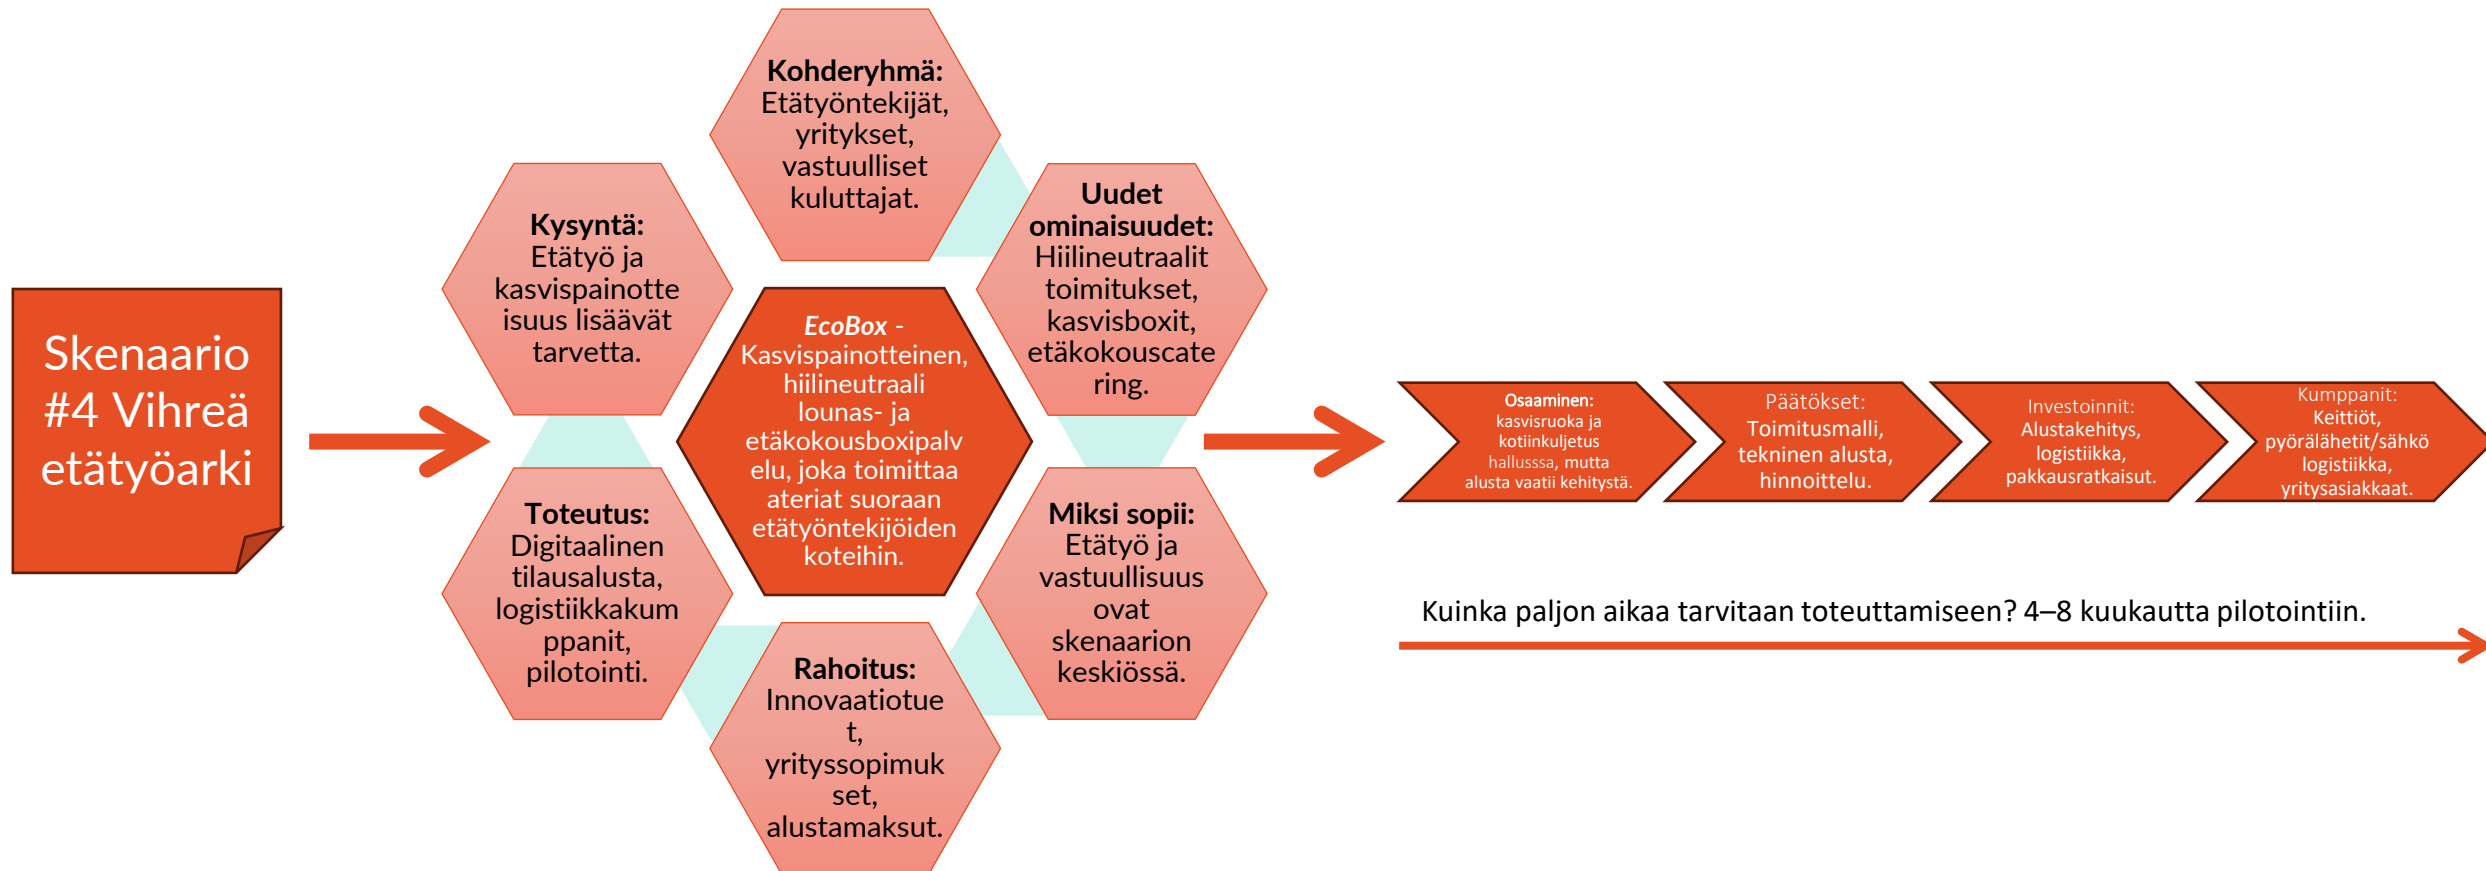 Skenaario
#4 Vihreä
etätyöarki
Kohderyhmä:
Etätyöntekijät,
yritykset,
vastuulliset
kuluttajat.
Uudet
ominaisuudet:
Hiilineutraalit
toimitukset,
kasvisboxit,
etäkokouscate
ring.
Miksi sopii:
Etätyö ja
vastuullisuus
ovat
skenaarion
keskiössä.
Rahoitus:
Innovaatiotue
t,
yrityssopimuk
set,
alustamaksut.
Toteutus:
Digitaalinen
tilausalusta,
logistiikkakum
ppanit,
pilotointi.
Kysyntä:
Etätyö ja
kasvispainotte
isuus lisäävät
tarvetta.
EcoBox -
Kasvispainotteinen,
hiilineutraali
lounas- ja
etäkokousboxipalv
elu, joka toimittaa
ateriat suoraan
etätyöntekijöiden
koteihin.
Osaaminen:
kasvisruoka ja
kotiinkuljetus
hallusssa, mutta
alusta vaatii kehitystä.
Päätökset:
Toimitusmalli,
tekninen alusta,
hinnoittelu.
Investoinnit:
Alustakehitys,
logistiikka,
pakkausratkaisut.
Kumppanit:
Keittiöt,
pyörälähetit/sähkö
logistiikka,
yritysasiakkaat.
Kuinka paljon aikaa tarvitaan toteuttamiseen? 4–8 kuukautta pilotointiin.